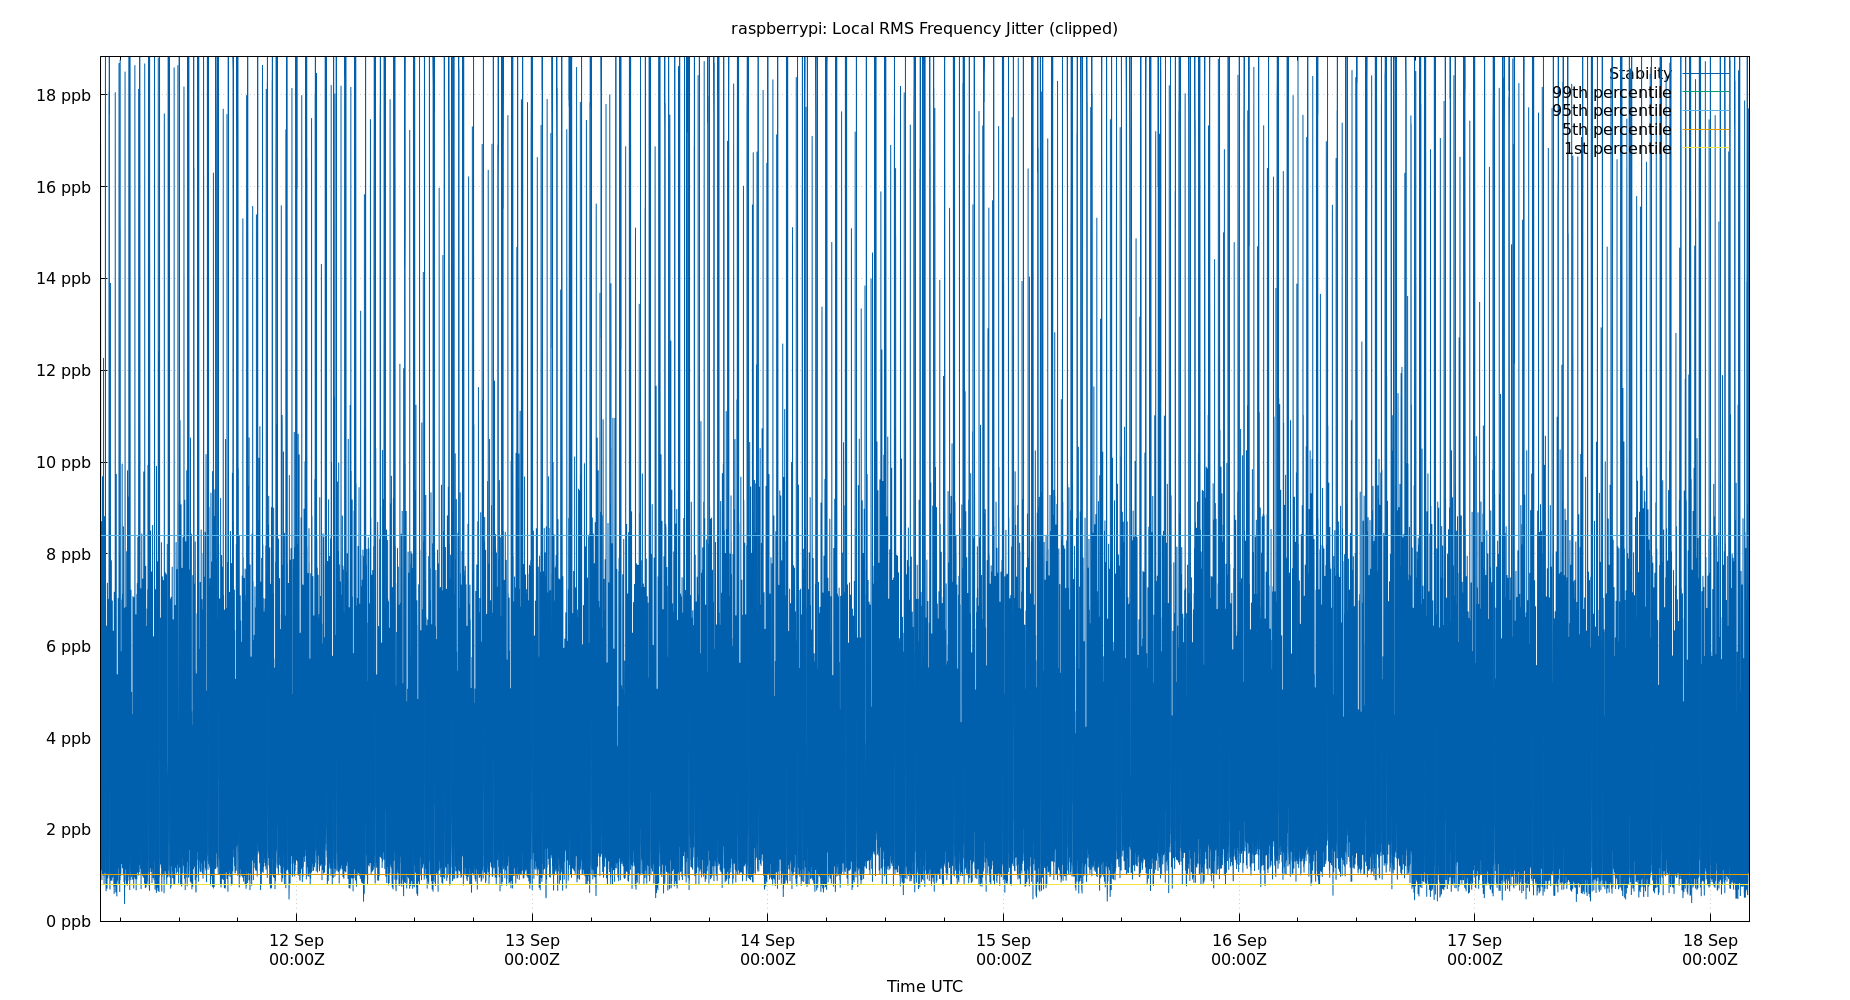 raspberrypi: Local RMS Frequency Jitter (clipped)
Stability
99th percentile
95th percentile
5th percentile
1st percentile
18 ppb
16 ppb
14 ppb
12 ppb
10 ppb
8 ppb
6 ppb
4 ppb
2 ppb
0 ppb
12 Sep 13 Sep 14 Sep 15 Sep 16 Sep 17 Sep 18 Sep
00:00Z 00:00Z 00:00Z 00:00Z 00:00Z 00:00Z 00:00Z
Time UTC